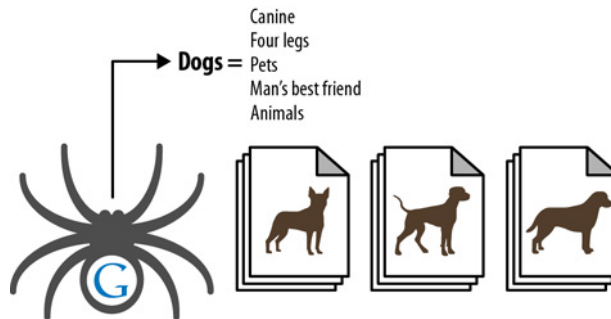 Canine
Four legs
Dogs = Pets
Man's best friend
Animals
G